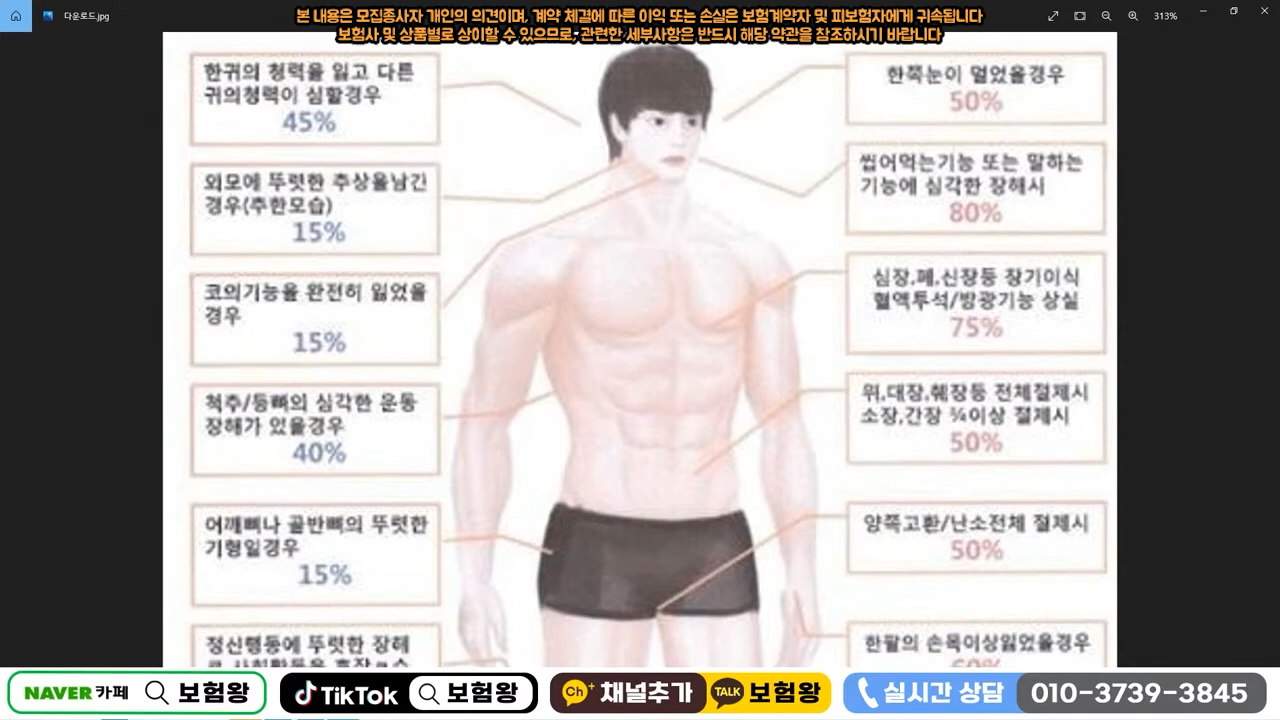 본 내용은 모집종사자 개인의 의견이며, 계약 체결에 따른 이익 또는 손실은 보험계약자 및 피보험자에게 귀속됩니다
보험사 및 상품별로 상이할 수 있으므로, 관련한 세부사항은 반드시 해당 약관을 참조하시기 바랍니다
다운로드.jpg
313%
한귀의 청력을 잃고 다른
귀의청력이 심할경우
45%
외모에 뚜렷한 추상을남긴
경우(추한모습)
15%
코의기능을 완전히 잃었을
경우
15%
척추/등뼈의 심각한 운동
장해가 있을경우
40%
어깨뼈나 골반뼈의 뚜렷한
기형일경우
15%
정신행동에 뚜렷한 장해
한쪽눈이 멀었을경우
50%
씹어먹는기능 또는 말하는
기능에 심각한 장해시
80%
심장,폐,신장등 장기이식
혈액투석/방광기능 상실
75%
위,대장,췌장등 전체절제시
소장,간장 ¾이상 절제시
50%
양쪽고환/난소전체 절제시
50%
한팔의 손목이상잃었을경우
60%
NAVER 카페 보험왕
TikTok 보험왕
Ch+ 채널추가 TALK 보험왕
실시간 상담 010-3739-3845